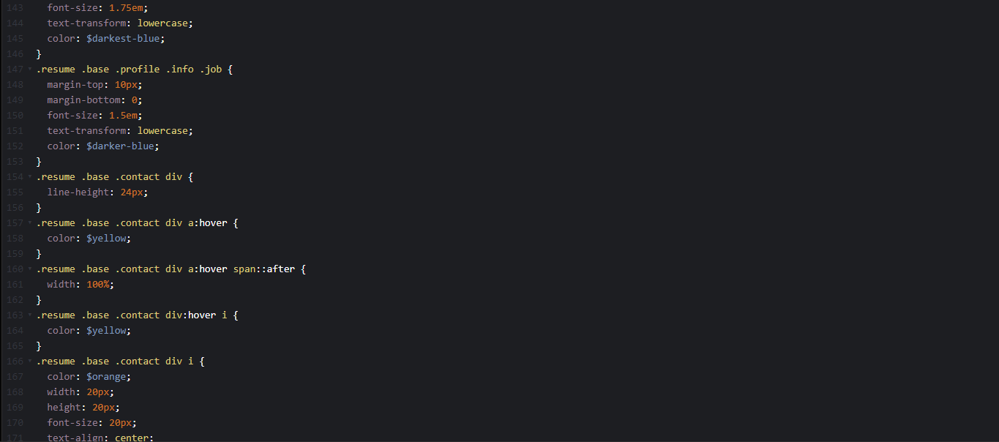 143 font-size: 1.75em;
144 text-transform: lowercase;
145 color: $darkest-blue;
146 }
147 .resume .base .profile .info .job {
148 margin-top: 10px;
149 margin-bottom: 0;
150 font-size: 1.5em;
151 text-transform: lowercase;
152 color: $darker-blue;
153 }
154 .resume .base .contact div {
155 line-height: 24px;
156 }
157 .resume .base .contact div a:hover {
158 color: $yellow;
159 }
160 .resume .base .contact div a:hover span::after {
161 width: 100%;
162 }
163 .resume .base .contact div:hover i {
164 color: $yellow;
165 }
166 .resume .base .contact div i {
167 color: $orange;
168 width: 20px;
169 height: 20px;
170 font-size: 20px;
171 text-align: center;